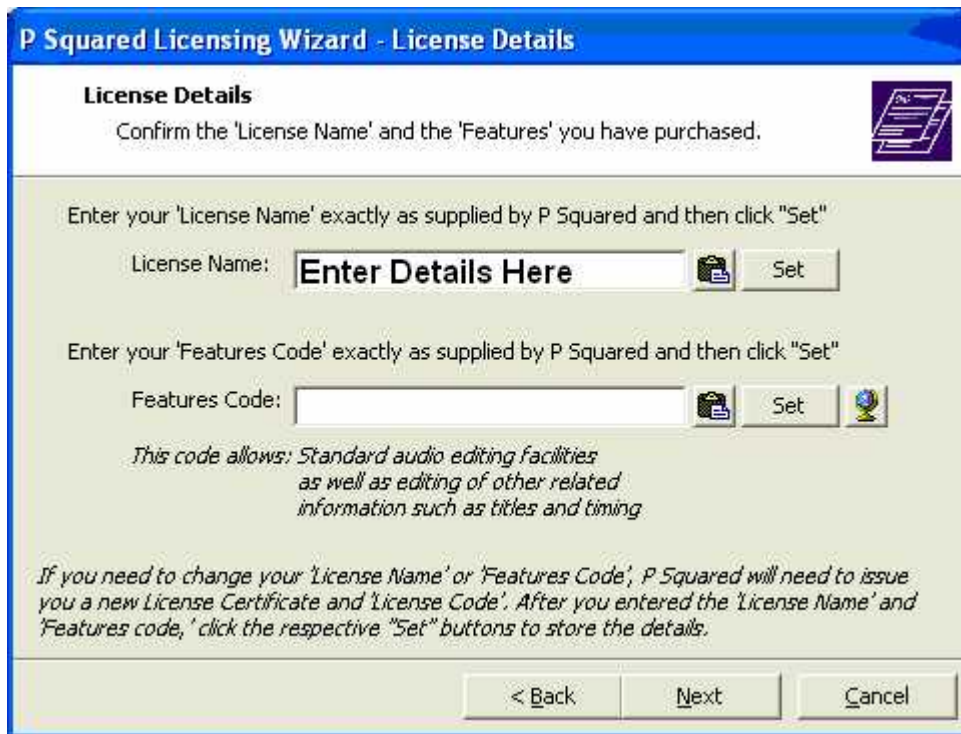 P Squared Licensing Wizard - License Details
License Details
Confirm the 'License Name' and the 'Features' you have purchased.
Enter your 'License Name' exactly as supplied by P Squared and then click "Set"
License Name: Enter Details Here Set
Enter your 'Features Code' exactly as supplied by P Squared and then click "Set"
Features Code: Set
This code allows: Standard audio editing facilities
as well as editing of other related
information such as titles and timing
If you need to change your 'License Name' or 'Features Code', P Squared will need to issue
you a new License Certificate and 'License Code'. After you entered the 'License Name' and
'Features code,' click the respective "Set" buttons to store the details.
< Back Next Cancel